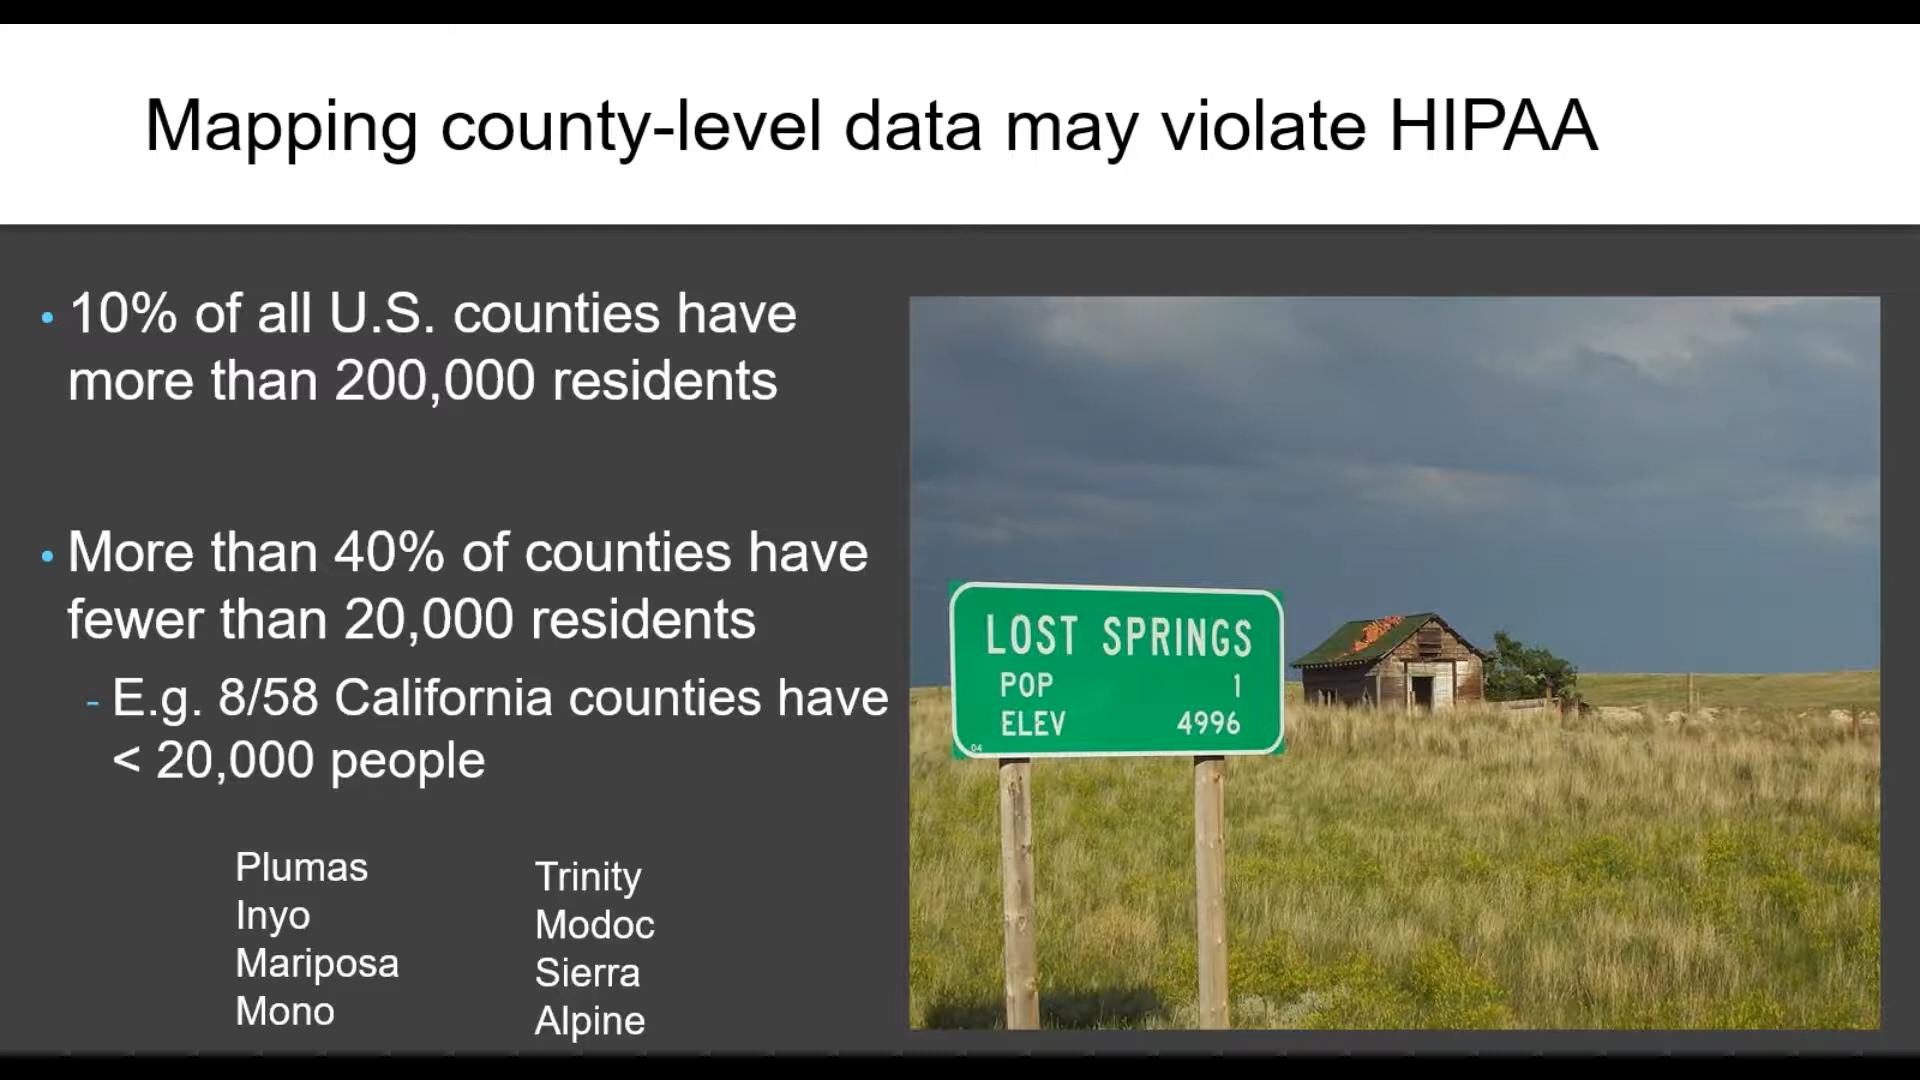 Mapping county-level data may violate HIPAA
• 10% of all U.S. counties have
more than 200,000 residents
• More than 40% of counties have
fewer than 20,000 residents
- E.g. 8/58 California counties have
< 20,000 people
Plumas
Inyo
Mariposa
Mono
Trinity
Modoc
Sierra
Alpine
LOST SPRINGS
POP 1
ELEV 4996
04